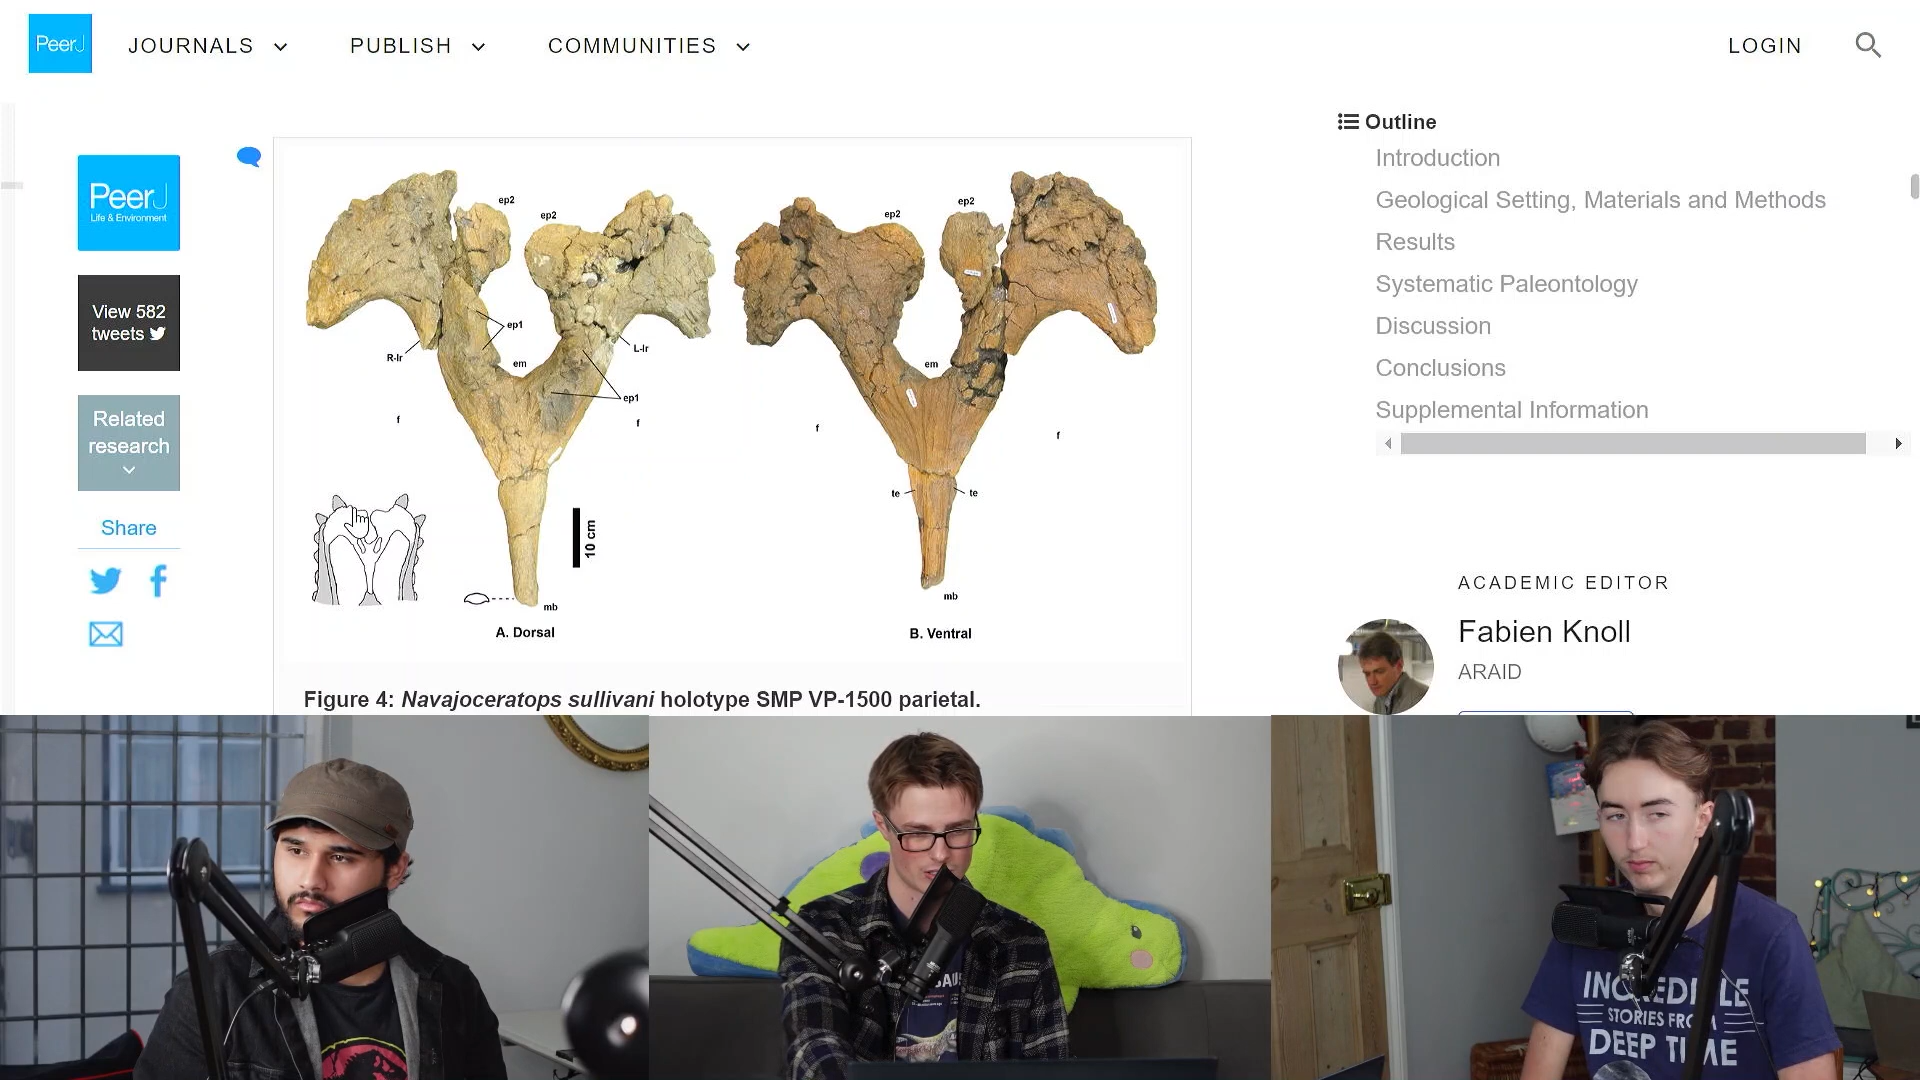 PeerJ
JOURNALS
PUBLISH
COMMUNITIES
LOGIN
Outline
Introduction
Geological Setting, Materials and Methods
Results
Systematic Paleontology
Discussion
Conclusions
Supplemental Information
PeerJ
Life & Environment
View 582
tweets
Related
research
Share
ep2
ep2
ep1
em
R-lr
L-lr
ep1
f
f
10 cm
mb
A. Dorsal
ep2
ep2
em
f
f
te
te
mb
B. Ventral
Figure 4: Navajoceratops sullivani holotype SMP VP-1500 parietal.
ACADEMIC EDITOR
Fabien Knoll
ARAID
INCREDIBLE
STORIES FROM
DEEP TIME